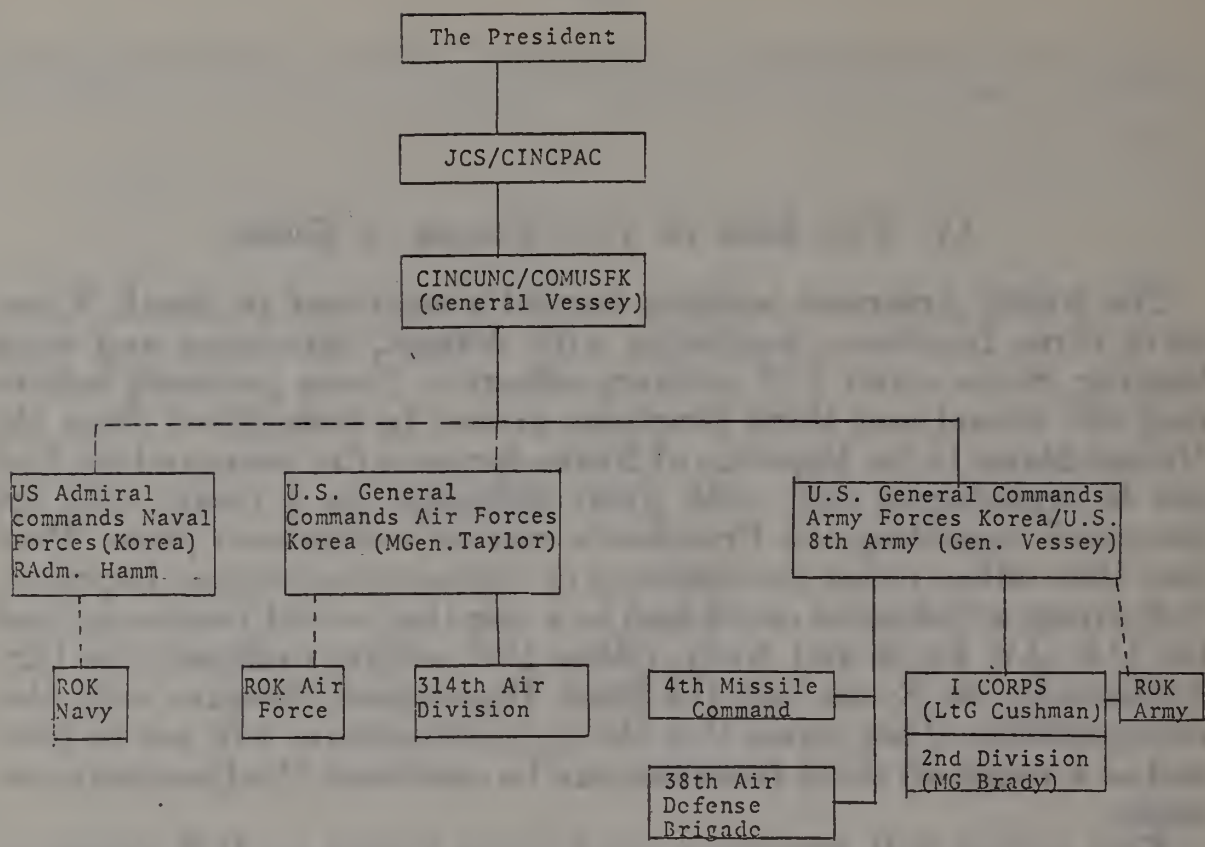 The President
JCS/CINCPAC
CINCUNC/COMUSFK
(General Vessey)
US Admiral
commands Naval
Forces(Korea)
RAdm. Hamm.
U.S. General
Commands Air Forces
Korea (MGen. Taylor)
U.S. General Commands
Army Forces Korea/U.S.
8th Army (Gen. Vessey)
ROK
Navy
ROK Air
Force
314th Air
Division
4th Missile
Command
I CORPS
(LtG Cushman)
ROK
Army
2nd Division
(MG Brady)
38th Air
Defense
Brigade